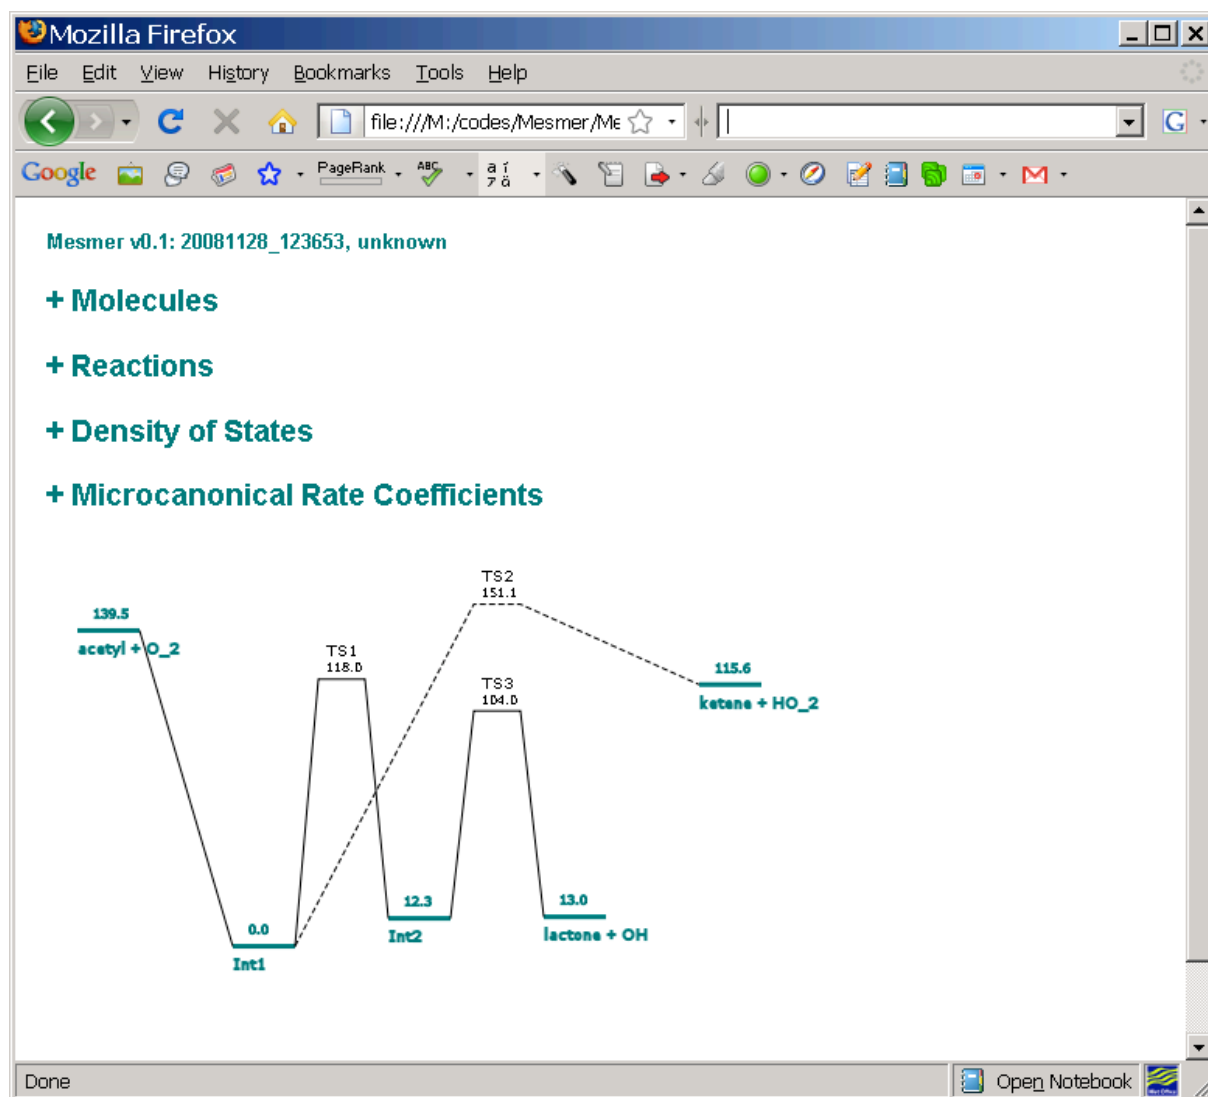 Mozilla Firefox
File Edit View History Bookmarks Tools Help
file:///M:/codes/Mesmer/Me
G
Google PageRank ABC
Mesmer v0.1: 20081128_123653, unknown
+ Molecules
+ Reactions
+ Density of States
+ Microcanonical Rate Coefficients
TS2
151.1
139.5
acetyl + O_2
TS1
118.0
115.6
ketene + HO_2
TS3
104.0
12.3
Int2
13.0
lactone + OH
0.0
Int1
Done Open Notebook